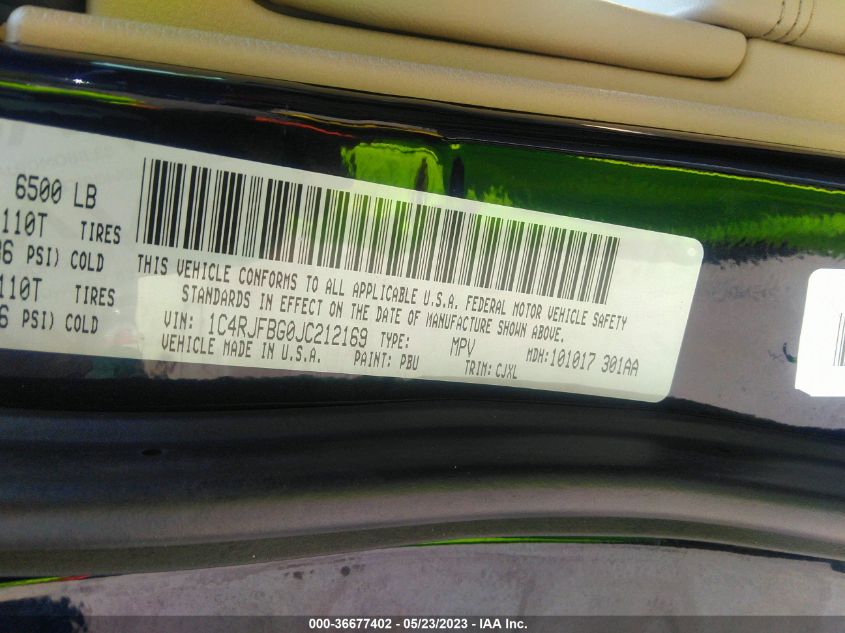 6500 LB
110T TIRES
PSI) COLD
110T TIRES
PSI) COLD
THIS VEHICLE CONFORMS TO ALL APPLICABLE U.S.A. FEDERAL MOTOR VEHICLE SAFETY
STANDARDS IN EFFECT ON THE DATE OF MANUFACTURE SHOWN ABOVE.
VIN: 1C4RJFBG0JC212169 TYPE: MPV MDH:101017 301AA
VEHICLE MADE IN U.S.A. PAINT: PBU TRIM:CJXL
000-36677402 - 05/23/2023 - IAA Inc.